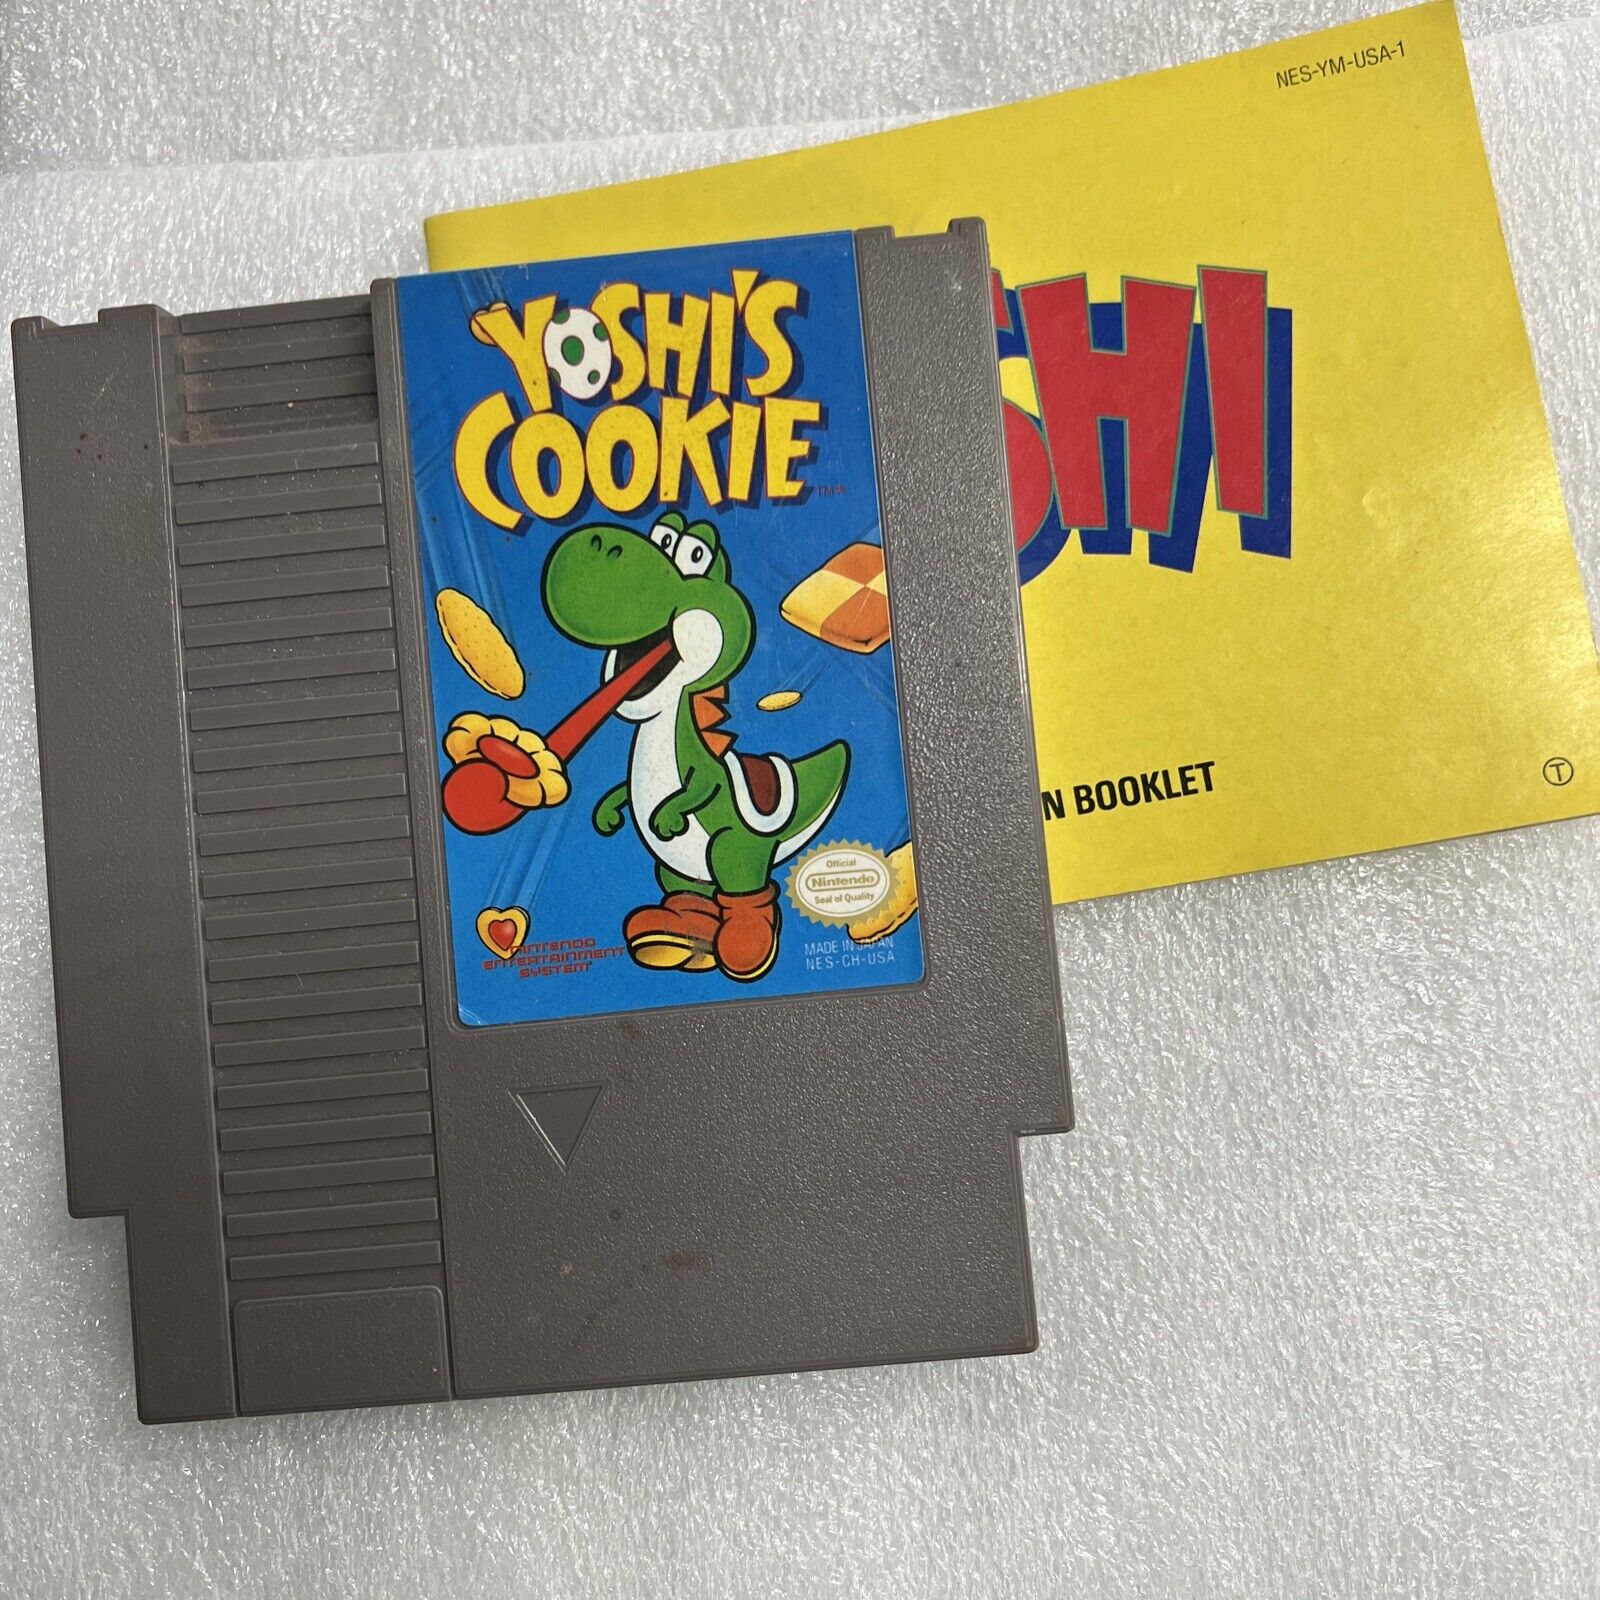 NES-YM-USA-1
YOSHI'S
COOKIE
TM*
SHI
N BOOKLET
T
Official
Nintendo
Seal of Quality
NINTENDO
ENTERTAINMENT
SYSTEM®
MADE IN JAPAN
NES-CH-USA